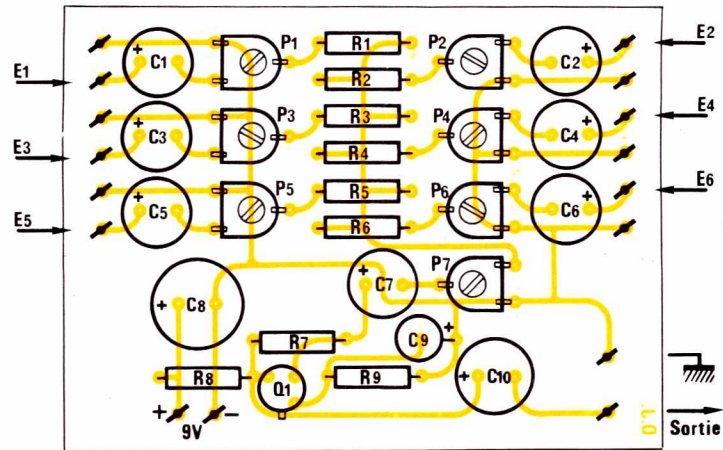 P1 R1 P2 E2
+ C1 C2 +
E1 R2
P3 R3 P4 E4
+ C3 C4 +
E3 R4
P5 R5 P6 E6
+ C5 C6 +
E5 R6
P7
+ C7
+ C8
R7 C9 +
R8 Q1 R9 + C10
+ 9V -
J.O.
Sortie